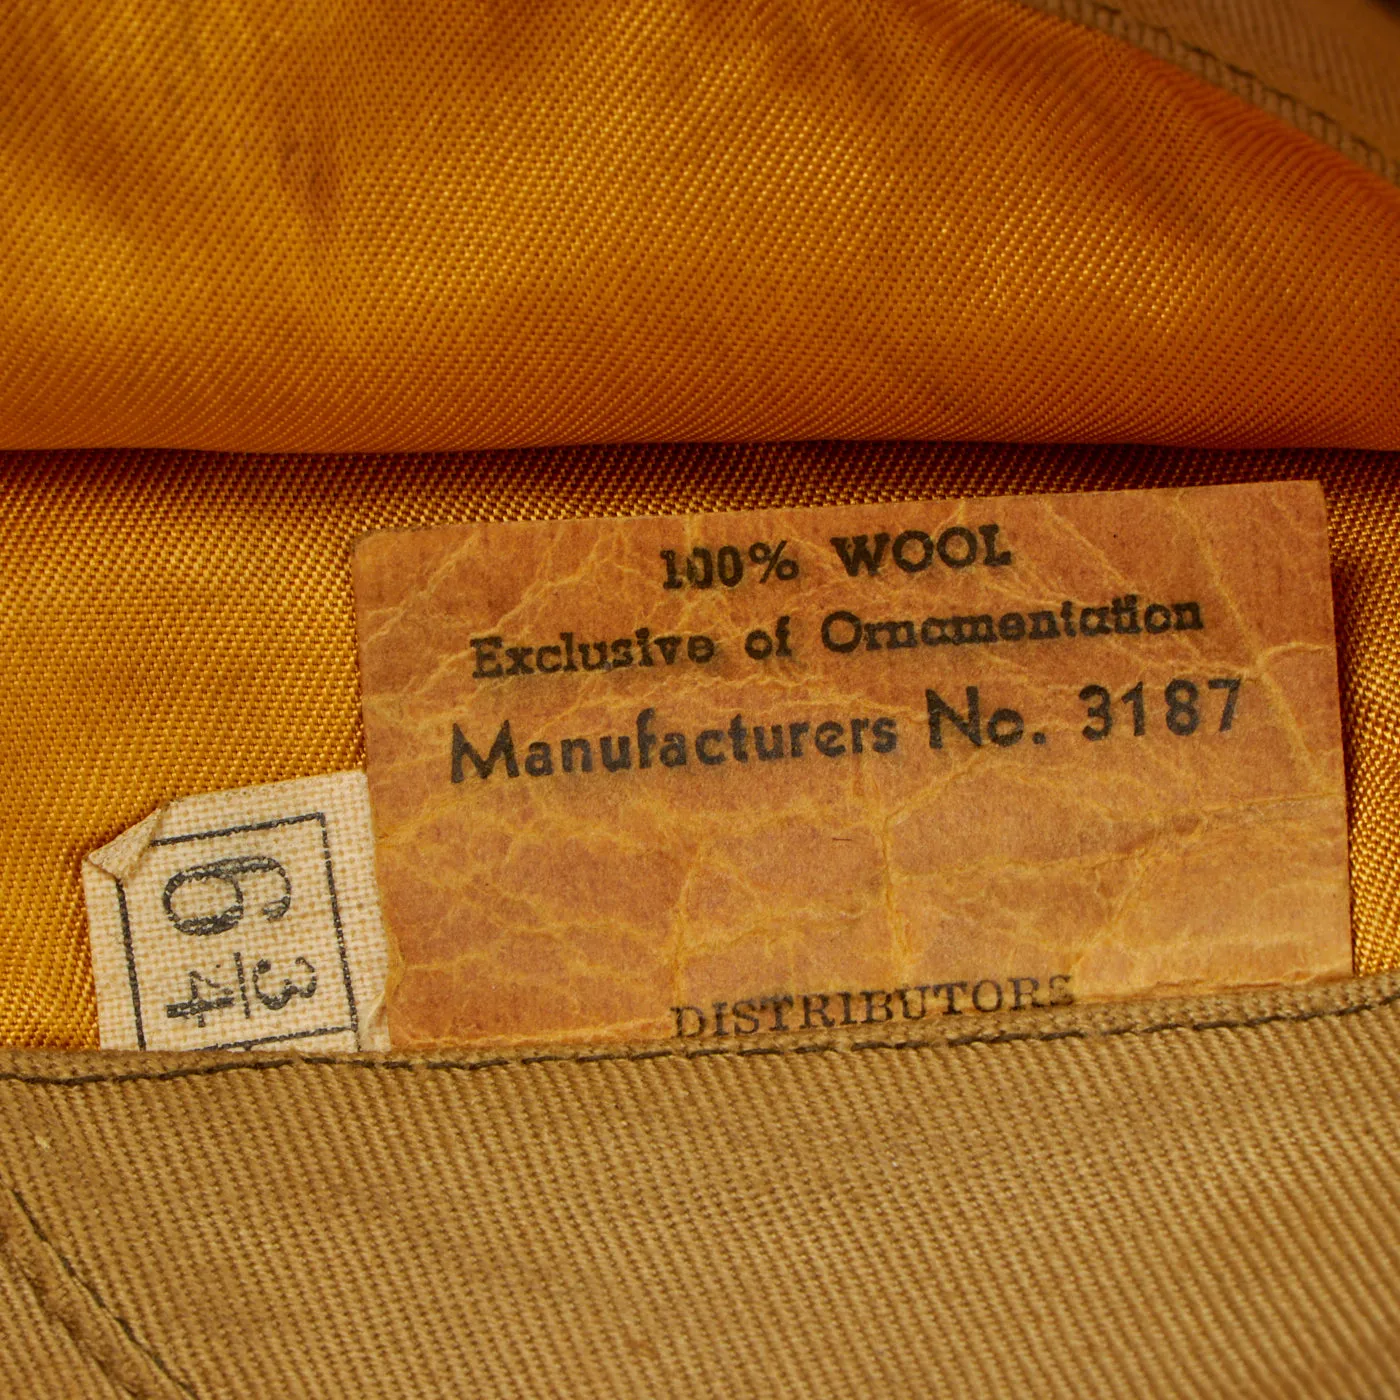 100% WOOL
Exclusive of Ornamentation
Manufacturers No. 3187
DISTRIBUTORS
6 3/4